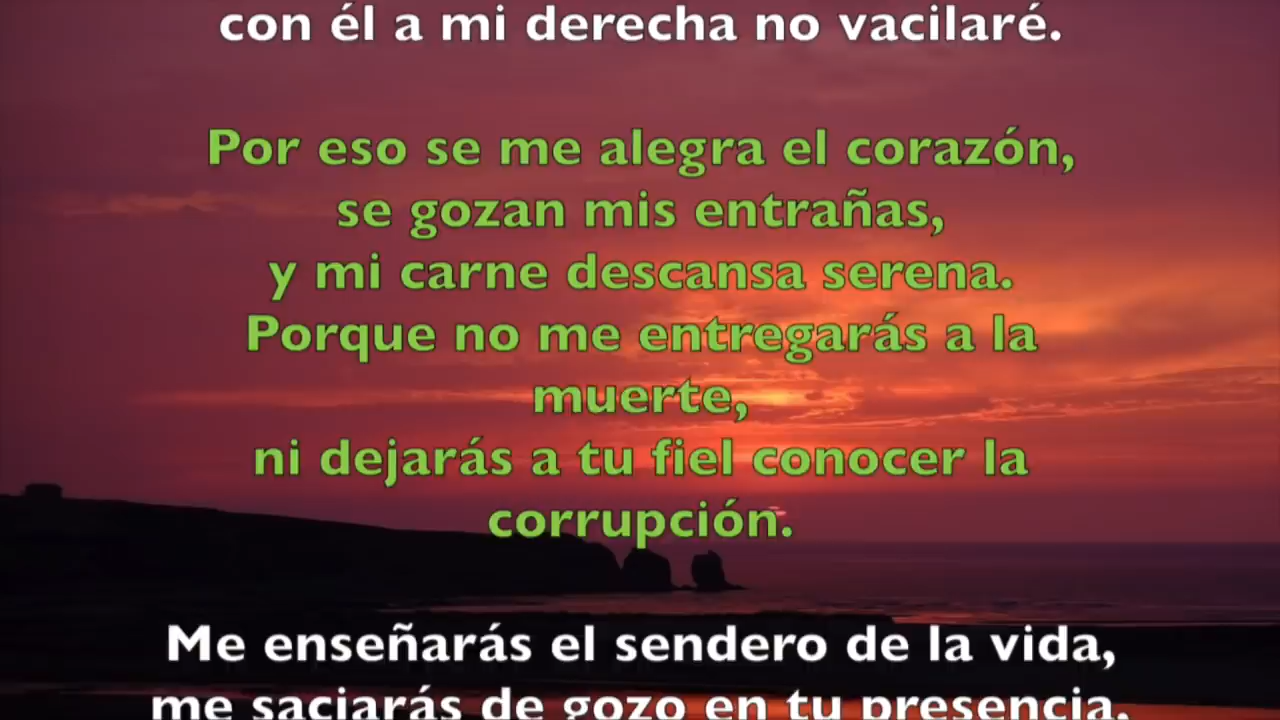 con él a mi derecha no vacilaré.
Por eso se me alegra el corazón,
se gozan mis entrañas,
y mi carne descansa serena.
Porque no me entregarás a la
muerte,
ni dejarás a tu fiel conocer la
corrupción.
Me enseñarás el sendero de la vida,
me saciarás de gozo en tu presencia,